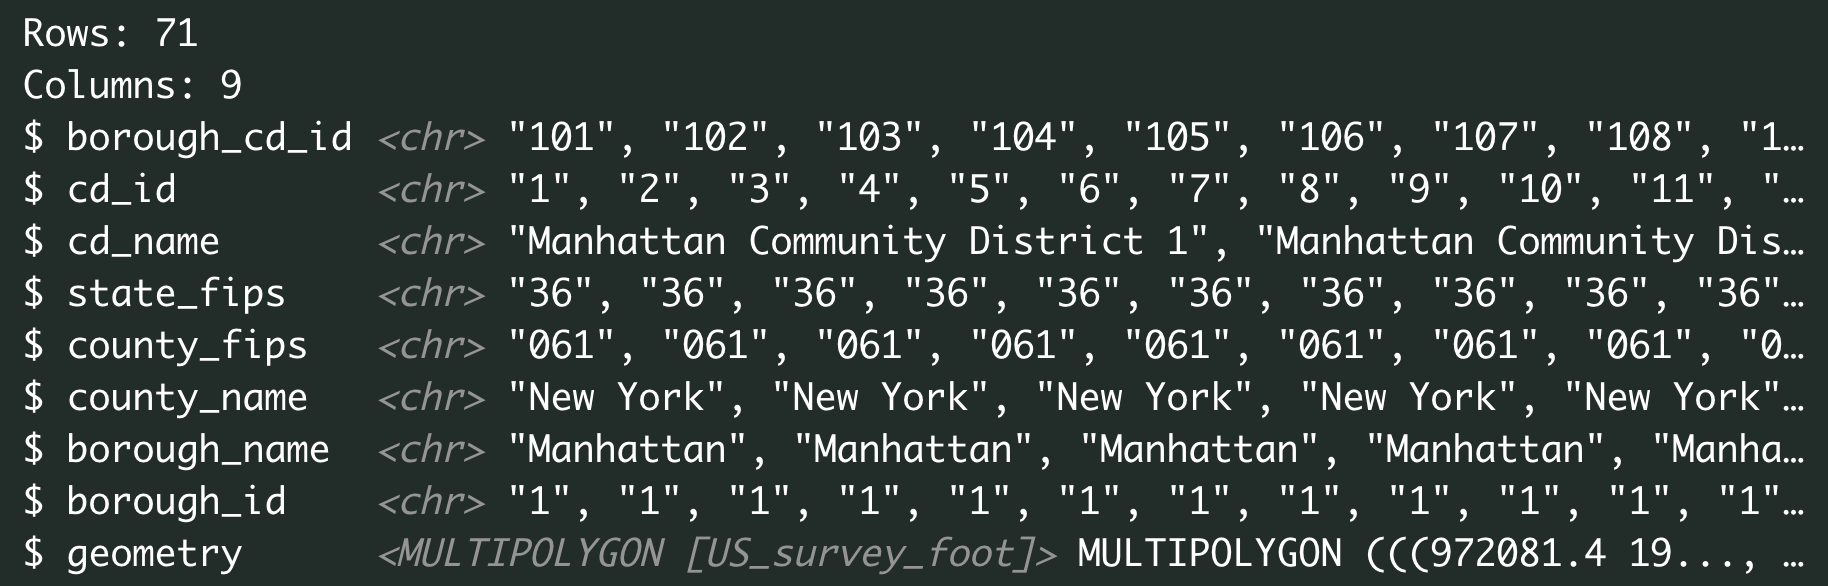 Rows: 71
Columns: 9
$ borough_cd_id <chr> "101", "102", "103", "104", "105", "106", "107", "108", "1…
$ cd_id <chr> "1", "2", "3", "4", "5", "6", "7", "8", "9", "10", "11", "…
$ cd_name <chr> "Manhattan Community District 1", "Manhattan Community Dis…
$ state_fips <chr> "36", "36", "36", "36", "36", "36", "36", "36", "36", "36"…
$ county_fips <chr> "061", "061", "061", "061", "061", "061", "061", "061", "0…
$ county_name <chr> "New York", "New York", "New York", "New York", "New York"…
$ borough_name <chr> "Manhattan", "Manhattan", "Manhattan", "Manhattan", "Manha…
$ borough_id <chr> "1", "1", "1", "1", "1", "1", "1", "1", "1", "1", "1", "1"…
$ geometry <MULTIPOLYGON [US_survey_foot]> MULTIPOLYGON (((972081.4 19..., …